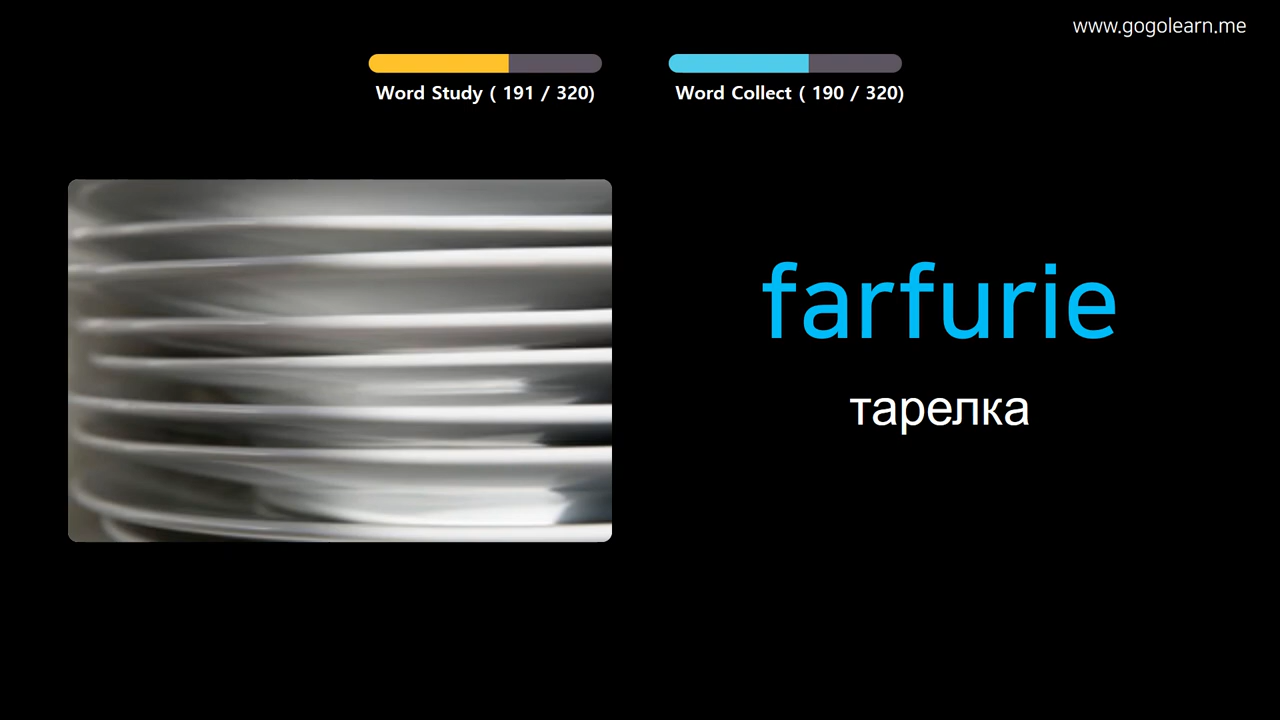 www.gogolearn.me
Word Study ( 191 / 320)
Word Collect ( 190 / 320)
farfurie
тарелка